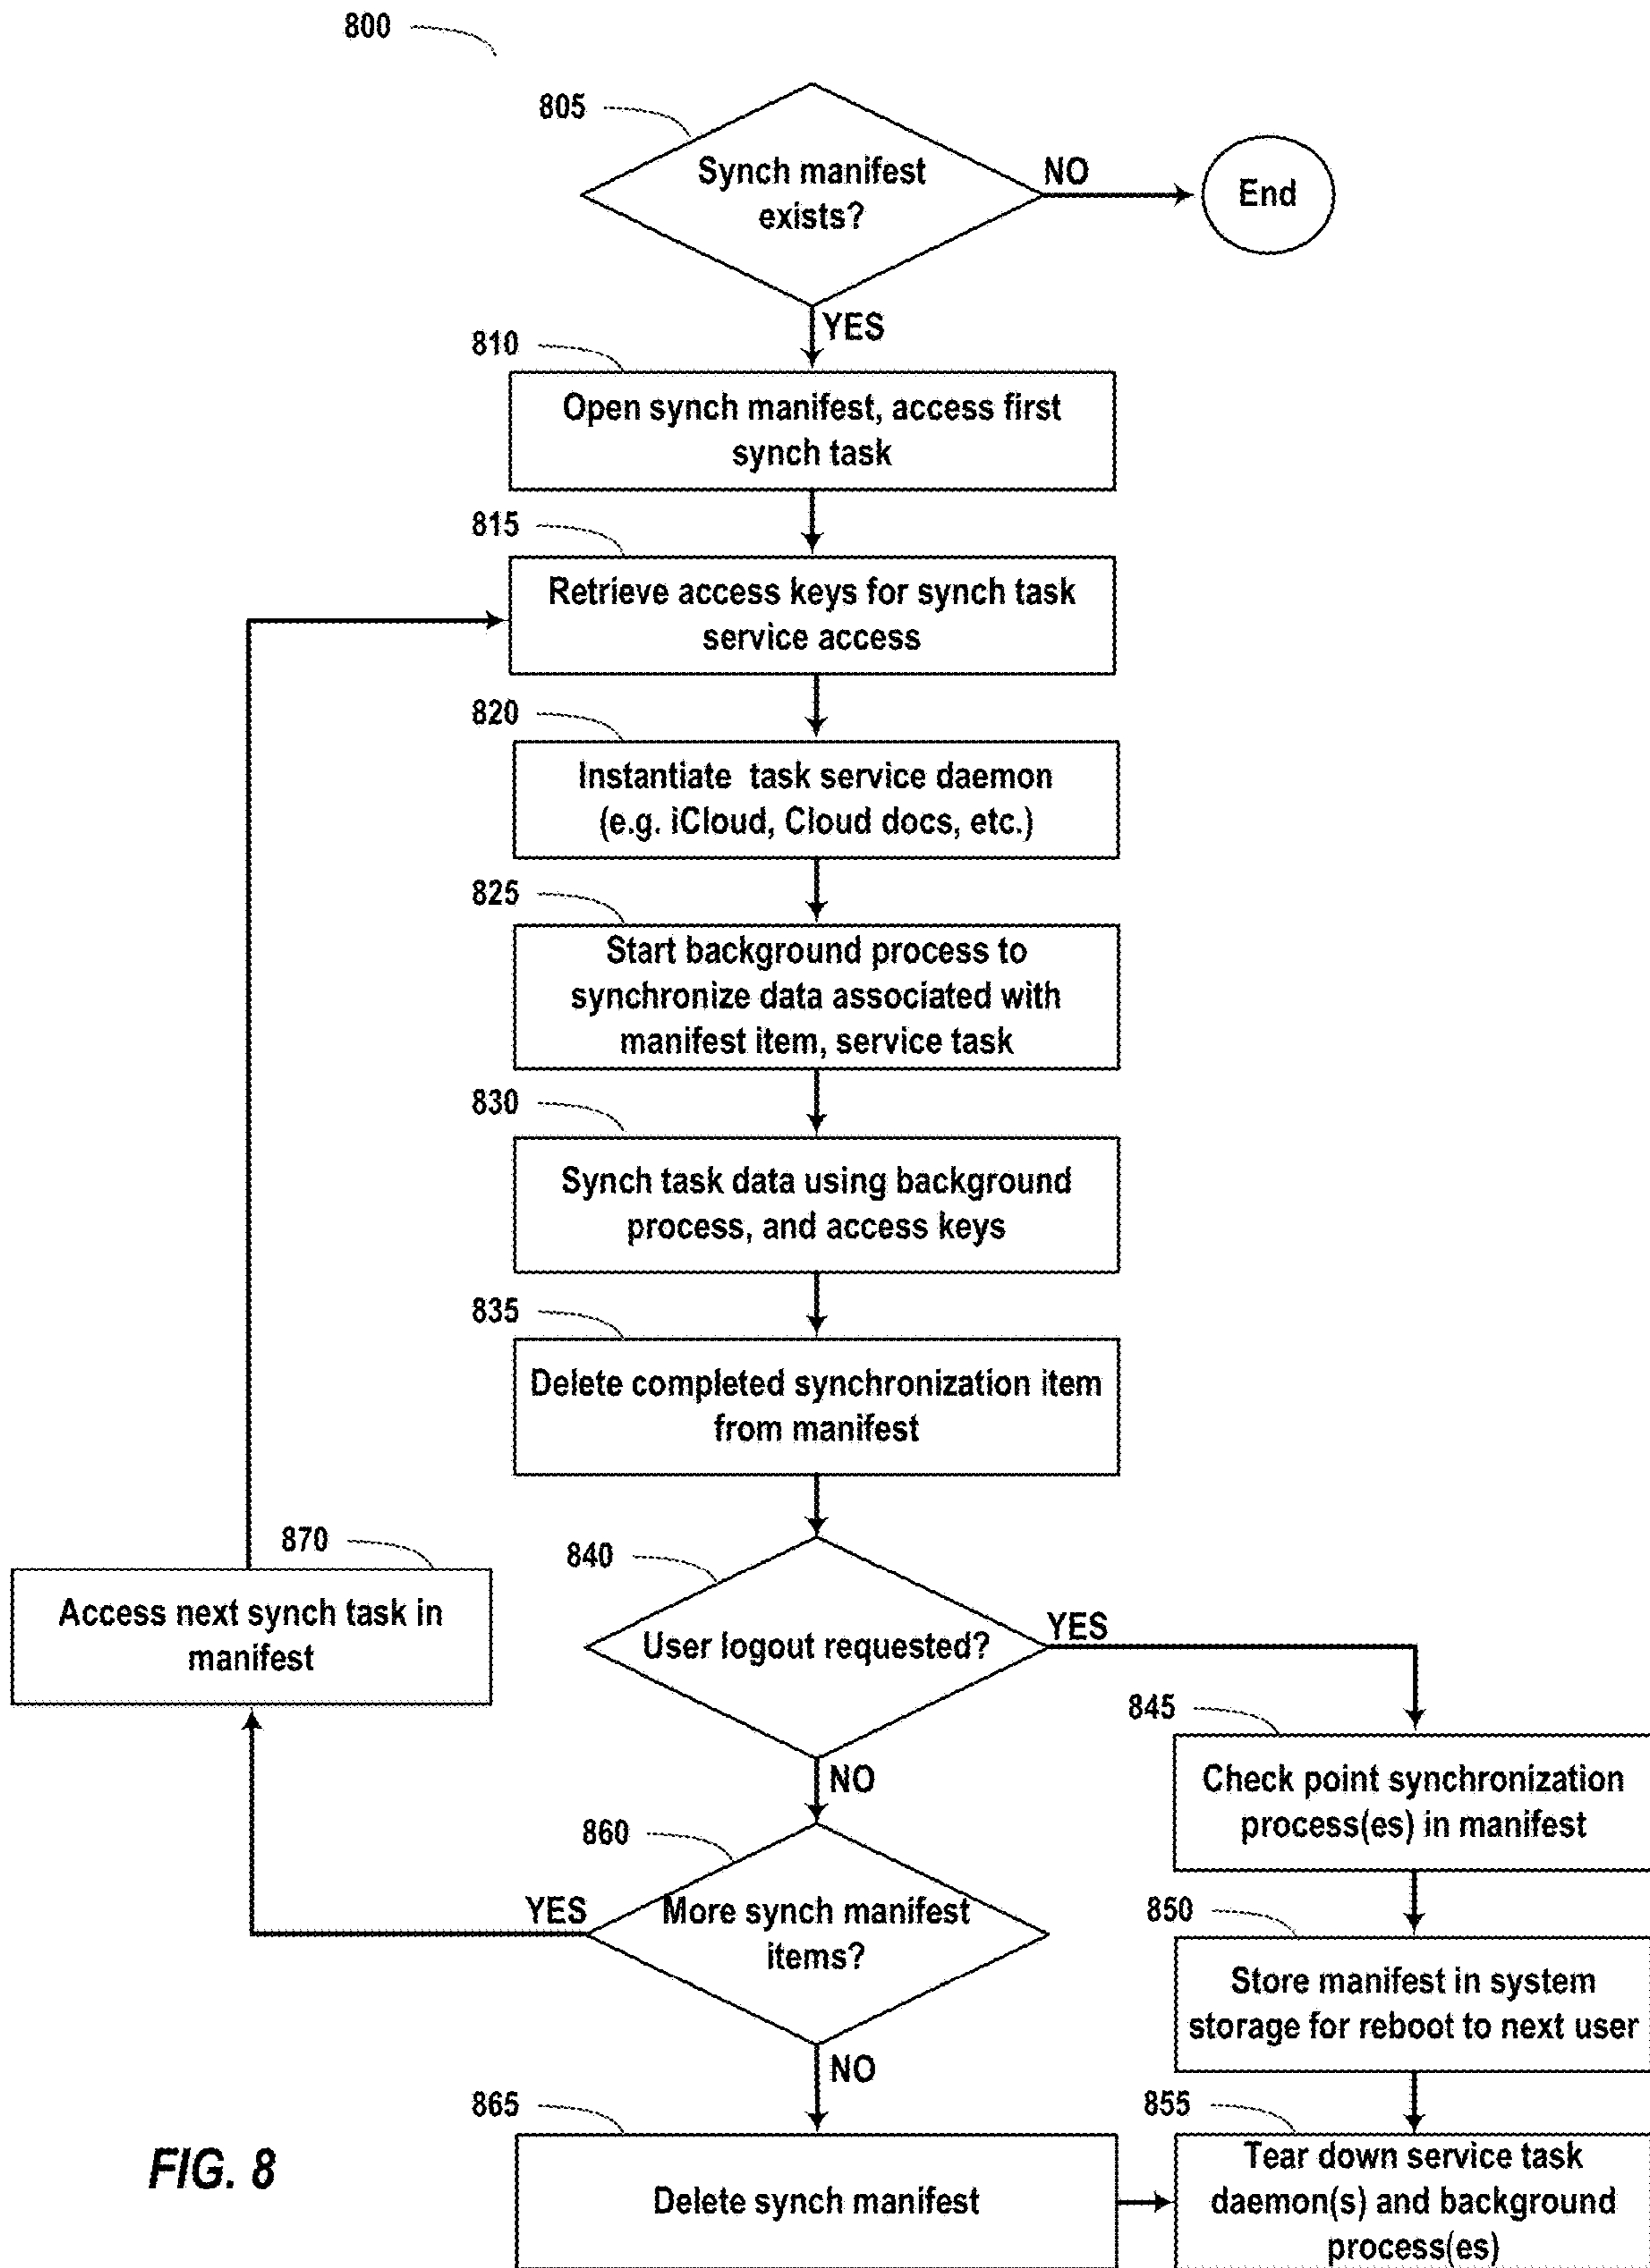 800
805
Synch manifest
exists?
NO
End
YES
810
Open synch manifest, access first
synch task
815
Retrieve access keys for synch task
service access
820
Instantiate task service daemon
(e.g. iCloud, Cloud docs, etc.)
825
Start background process to
synchronize data associated with
manifest item, service task
830
Synch task data using background
process, and access keys
835
Delete completed synchronization item
from manifest
870
Access next synch task in
manifest
840
User logout requested?
YES
NO
845
Check point synchronization
process(es) in manifest
860
More synch manifest
items?
YES
NO
850
Store manifest in system
storage for reboot to next user
865
Delete synch manifest
855
Tear down service task
daemon(s) and background
process(es)
FIG. 8